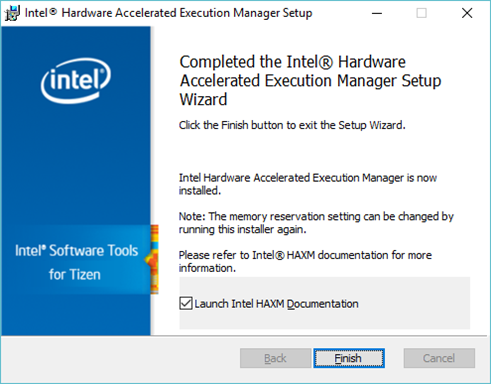 Intel® Hardware Accelerated Execution Manager Setup
intel
Completed the Intel® Hardware
Accelerated Execution Manager Setup
Wizard
Click the Finish button to exit the Setup Wizard.
Intel Hardware Accelerated Execution Manager is now
installed.
Note: The memory reservation setting can be changed by
running this installer again.
Please refer to Intel® HAXM documentation for more
information.
Intel® Software Tools
for Tizen
Launch Intel HAXM Documentation
Back
Finish
Cancel